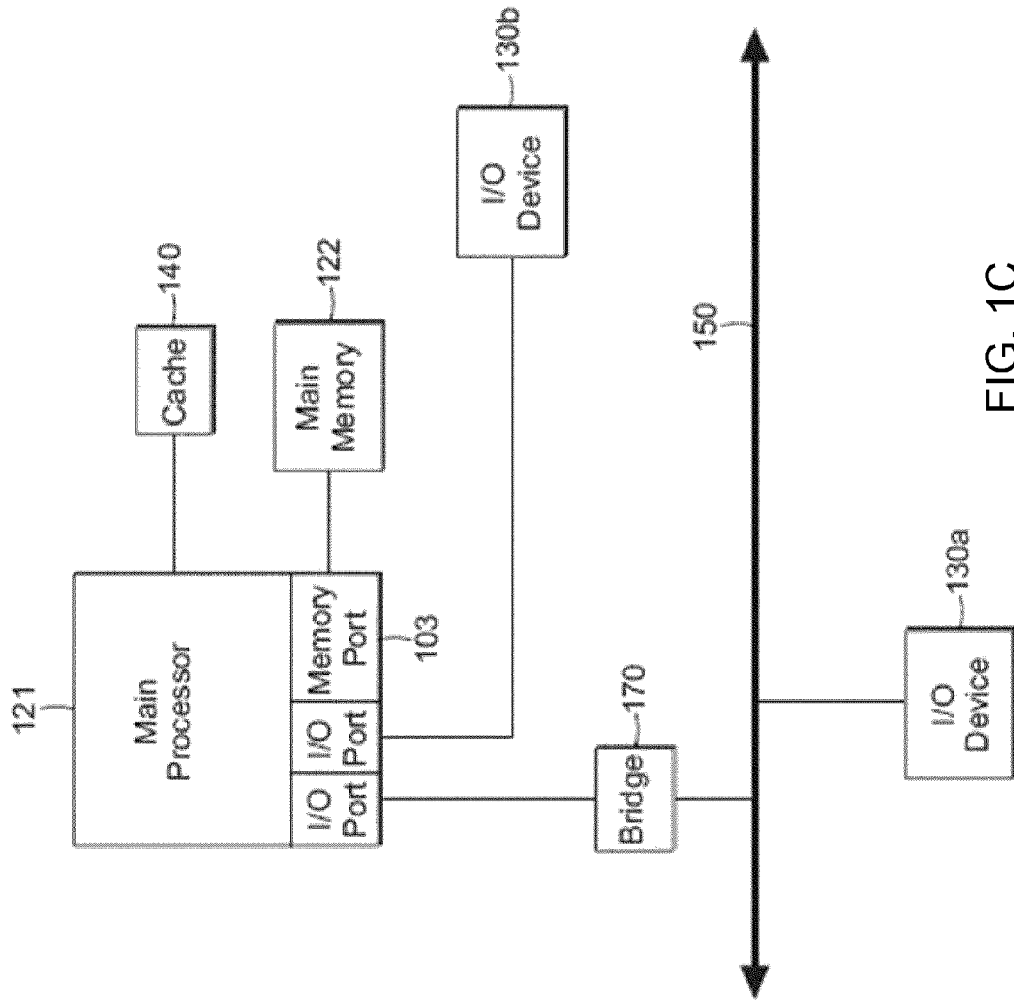 121
Main
Processor
I/O
Port
I/O
Port
Memory
Port
103
Cache
140
Main
Memory
122
I/O
Device
130b
Bridge
170
150
I/O
Device
130a
FIG. 1C